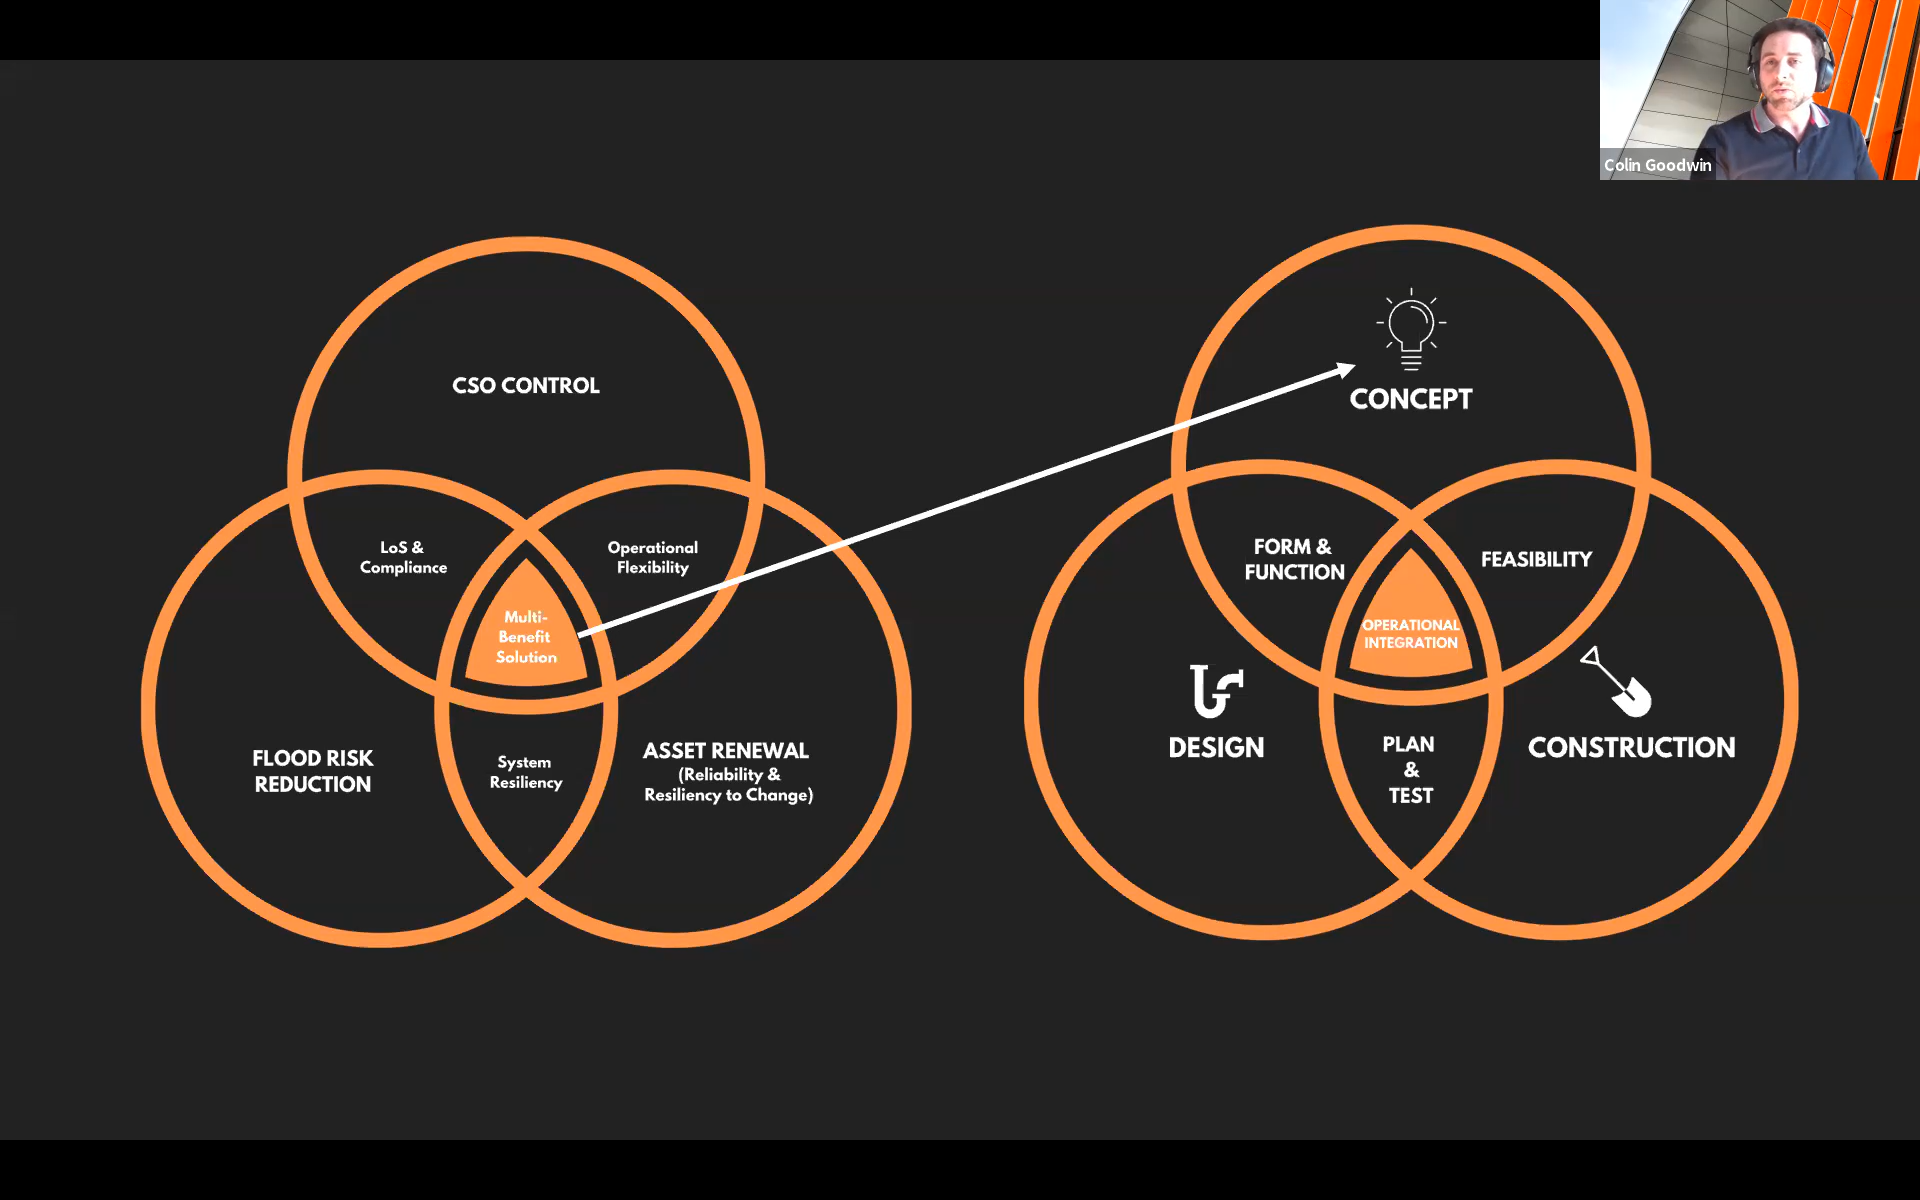 Colin Goodwin
CSO CONTROL
LoS &
Compliance
Operational
Flexibility
Multi-
Benefit
Solution
FLOOD RISK
REDUCTION
System
Resiliency
ASSET RENEWAL
(Reliability &
Resiliency to Change)
CONCEPT
FORM &
FUNCTION
FEASIBILITY
OPERATIONAL
INTEGRATION
DESIGN
PLAN
&
TEST
CONSTRUCTION